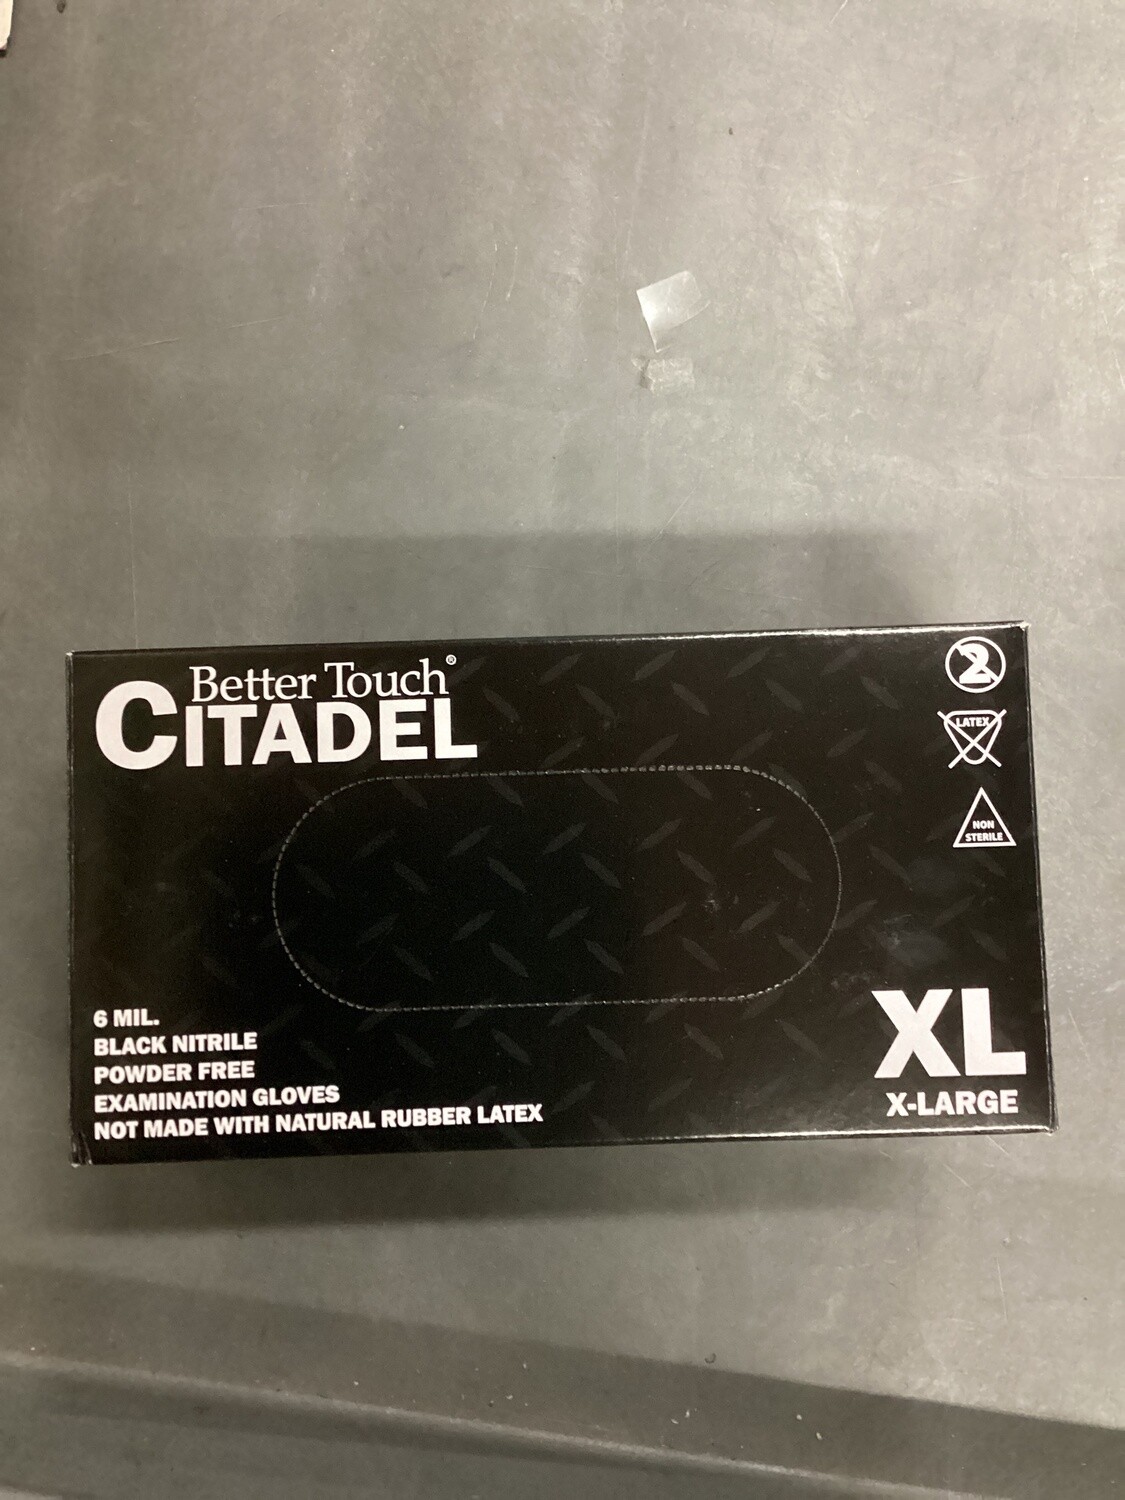 Better Touch®
CITADEL
2
LATEX
NON
STERILE
6 MIL.
BLACK NITRILE
POWDER FREE
EXAMINATION GLOVES
NOT MADE WITH NATURAL RUBBER LATEX
XL
X-LARGE